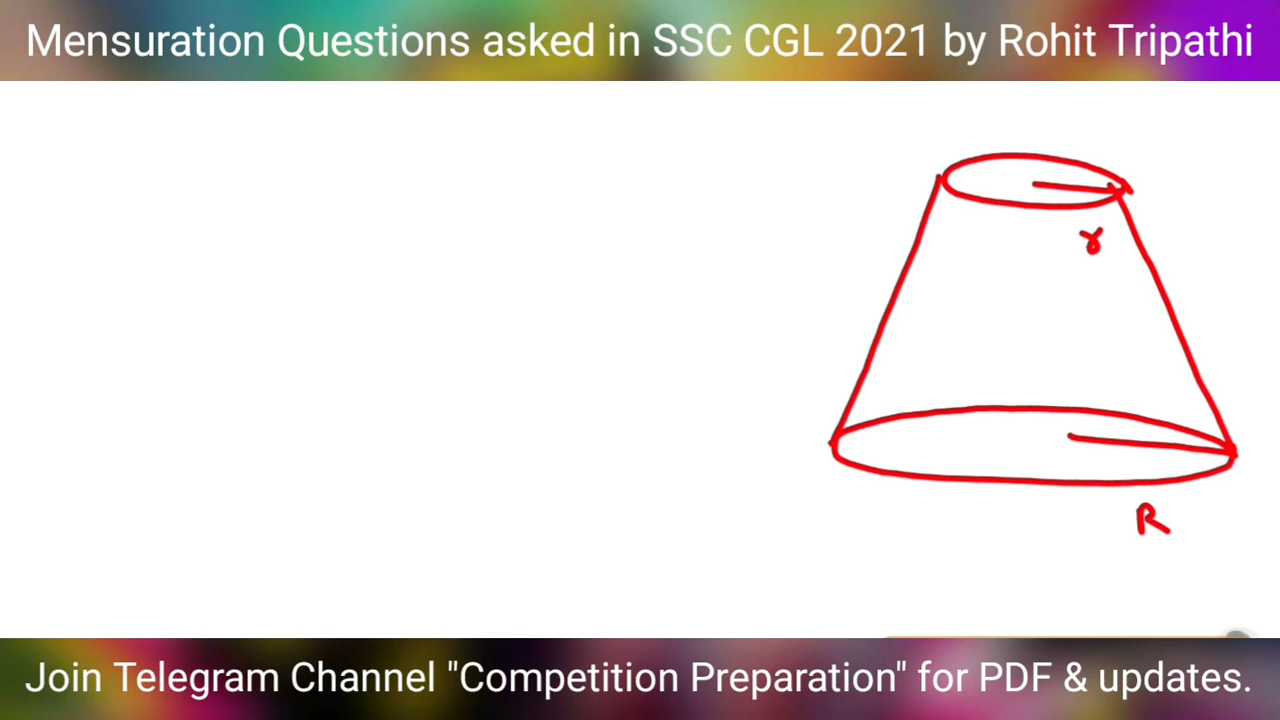 Mensuration Questions asked in SSC CGL 2021 by Rohit Tripathi
r
R
Join Telegram Channel "Competition Preparation" for PDF & updates.